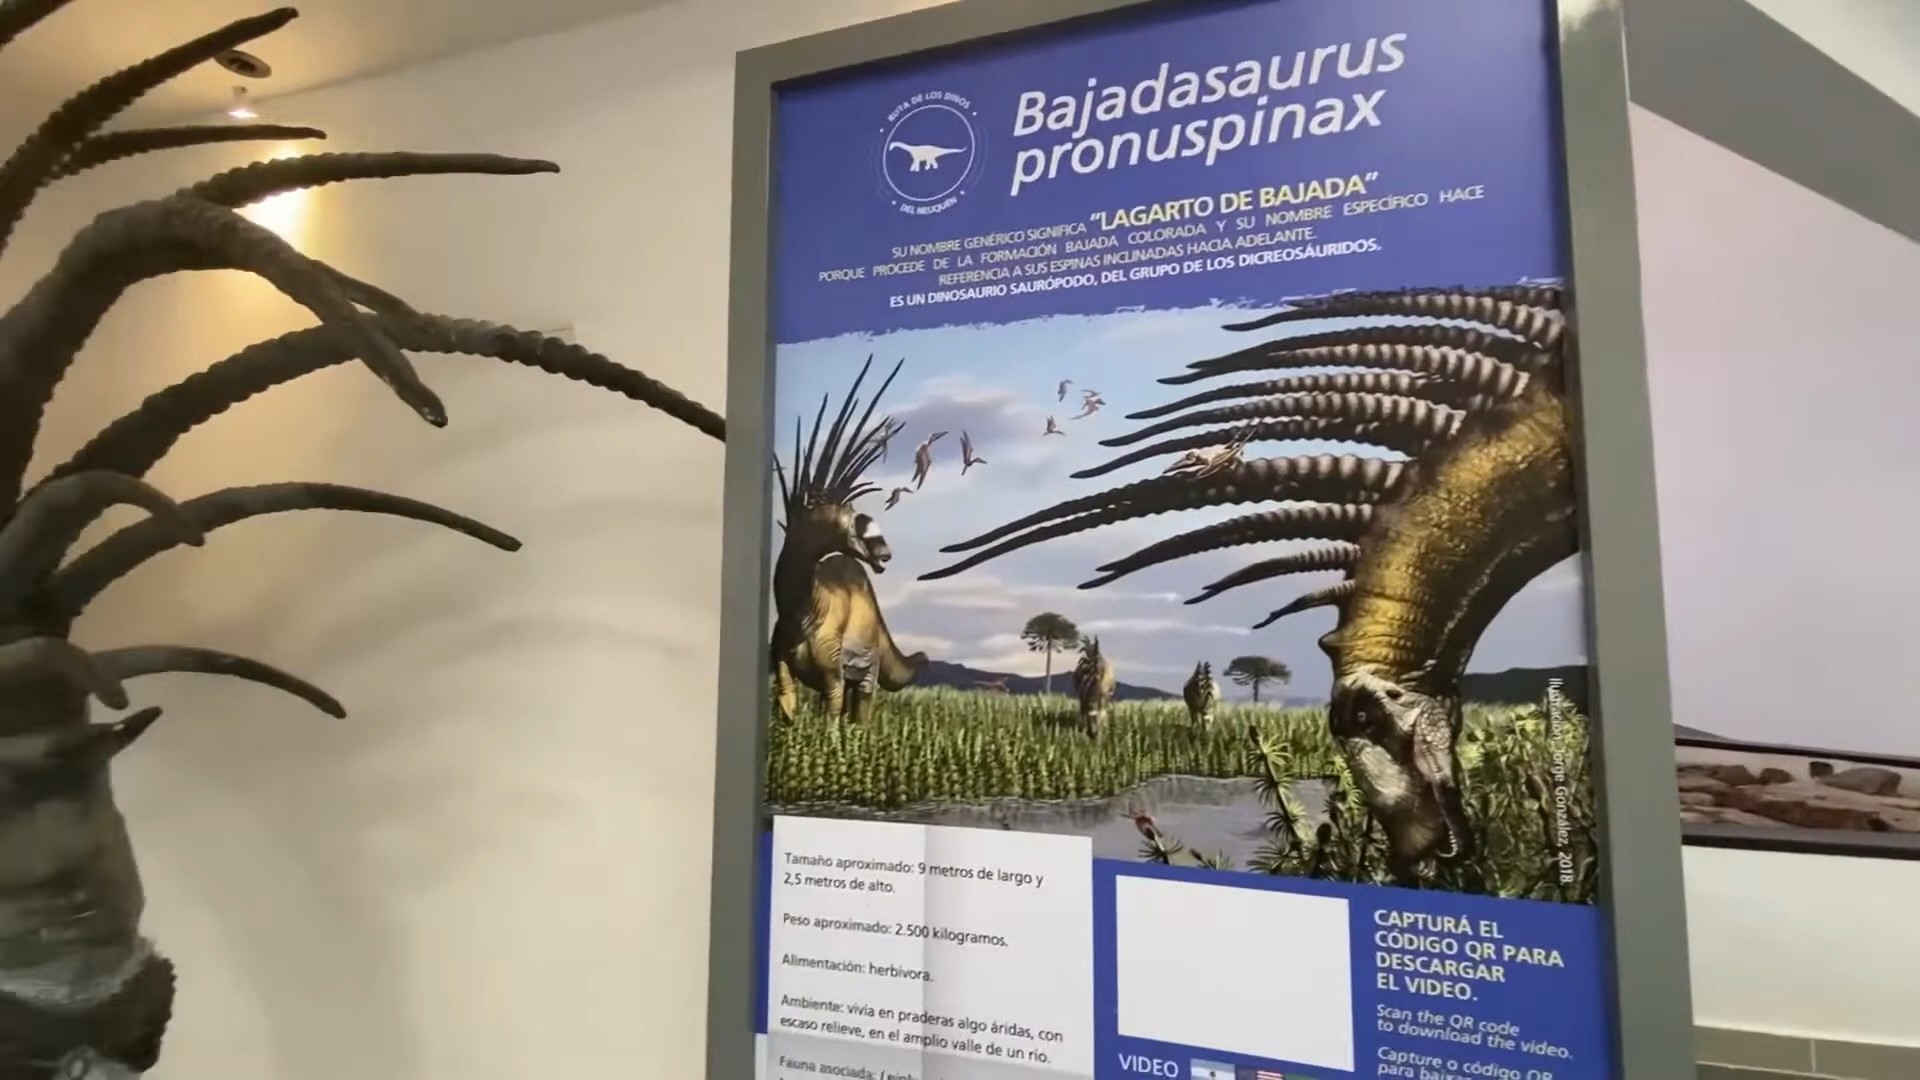 RUTA DE LOS DINOS
DEL NEUQUÉN
Bajadasaurus
pronuspinax
SU NOMBRE GENÉRICO SIGNIFICA "LAGARTO DE BAJADA"
PORQUE PROCEDE DE LA FORMACIÓN BAJADA COLORADA Y SU NOMBRE ESPECÍFICO HACE
REFERENCIA A SUS ESPINAS INCLINADAS HACIA ADELANTE.
ES UN DINOSAURIO SAURÓPODO, DEL GRUPO DE LOS DICREOSÁURIDOS.
Ilustración: Jorge González, 2018.
Tamaño aproximado: 9 metros de largo y
2,5 metros de alto.
Peso aproximado: 2.500 kilogramos.
Alimentación: herbívora.
Ambiente: vivía en praderas algo áridas, con
escaso relieve, en el amplio valle de un río.
Fauna asociada:
CAPTURÁ EL
CÓDIGO QR PARA
DESCARGAR
EL VIDEO.
Scan the QR code
to download the video.
Capture o código QR
para
VIDEO